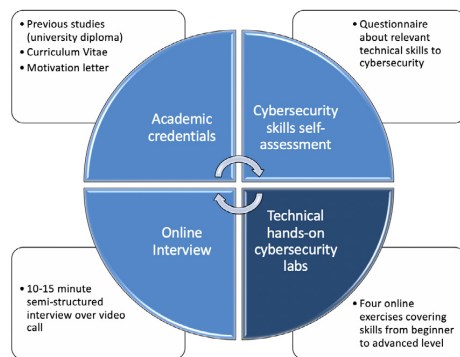 • Previous studies
(university diploma)
• Curriculum Vitae
• Motivation letter
• Questionnaire
about relevant
technical skills to
cybersecurity
Academic
credentials
Cybersecurity
skills self-
assessment
Online
Interview
Technical
hands-on
cybersecurity
labs
• 10-15 minute
semi-structured
interview over video
call
• Four online
exercises covering
skills from beginner
to advanced level